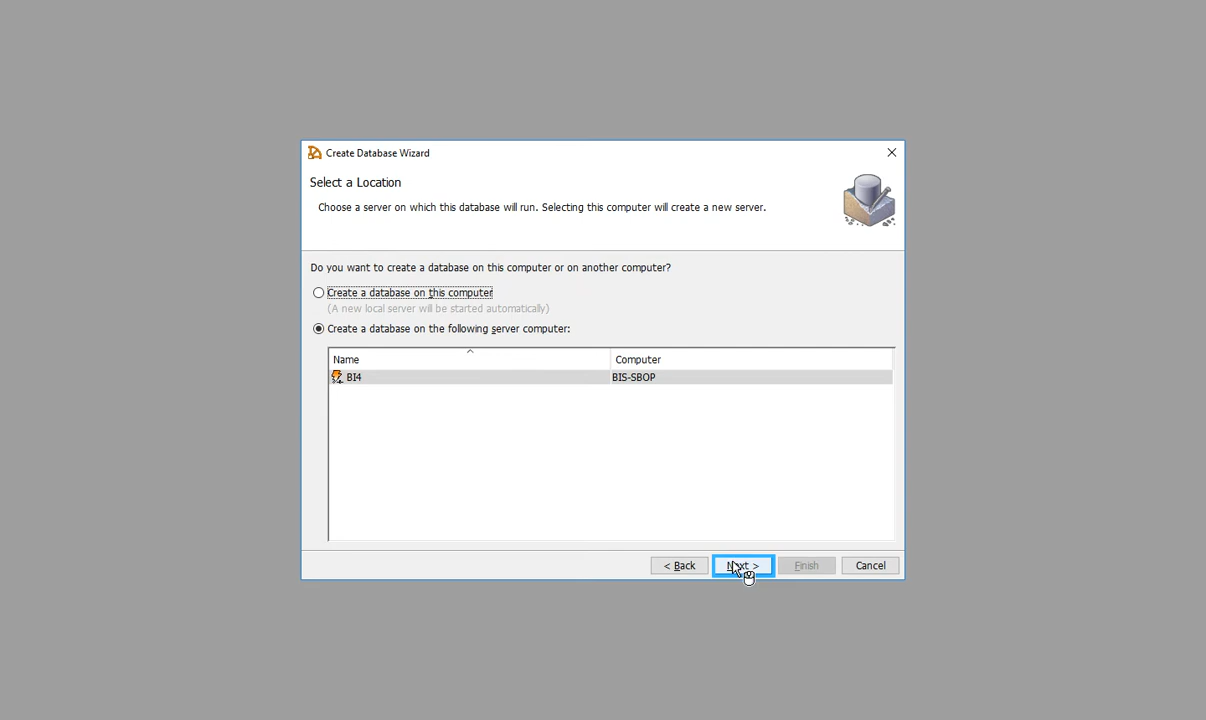 Create Database Wizard
Select a Location
Choose a server on which this database will run. Selecting this computer will create a new server.
Do you want to create a database on this computer or on another computer?
Create a database on this computer
(A new local server will be started automatically)
Create a database on the following server computer:
Name Computer
BI4 BIS-SBOP
< Back Next > Finish Cancel